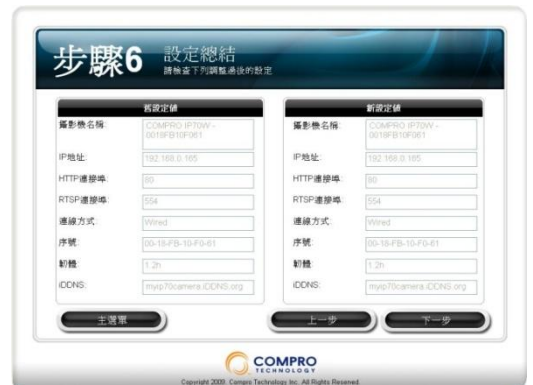 步驟6 設定總結
請檢查下列調整過後的設定
舊設定值
攝影機名稱: COMPRO IP70W - 0018FB10F061
IP地址: 192.168.0.165
HTTP連接埠: 80
RTSP連接埠: 554
連線方式: Wired
序號: 00-18-FB-10-F0-61
韌體: 1.2h
iDDNS: myip70camera.iDDNS.org
新設定值
攝影機名稱: COMPRO IP70W - 0018FB10F061
IP地址: 192.168.0.165
HTTP連接埠: 80
RTSP連接埠: 554
連線方式: Wired
序號: 00-18-FB-10-F0-61
韌體: 1.2h
iDDNS: myip70camera.iDDNS.org
主選單 上一步 下一步
COMPRO
TECHNOLOGY
Copyright 2009. Compro Technology Inc. All Rights Reserved.